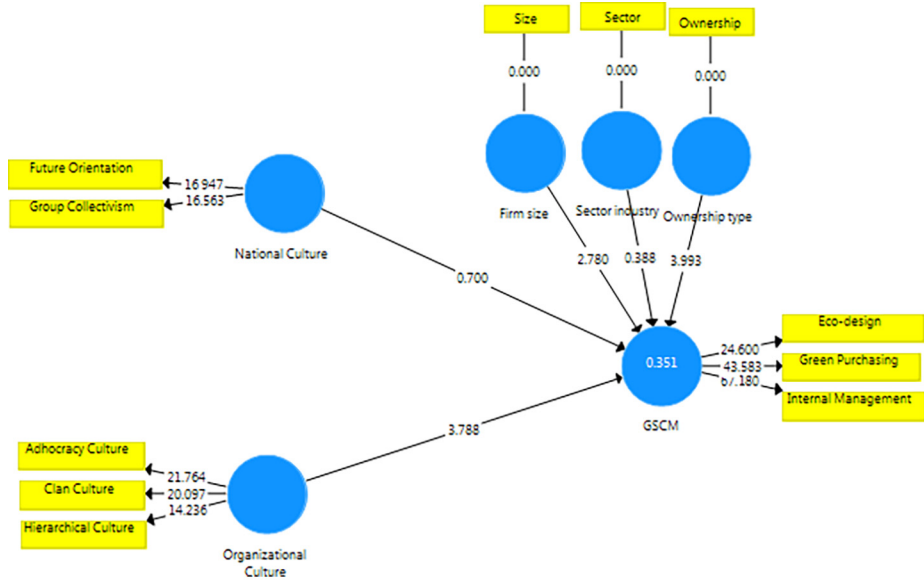 Size
Sector
Ownership
0.000
0.000
0.000
Future Orientation
16.947
Group Collectivism
16.563
National Culture
Firm size
Sector industry
Ownership type
2.780
0.388
3.993
0.700
Eco-design
24.600
0.351
43.583
Green Purchasing
67.180
Internal Management
GSCM
3.788
Adhocracy Culture
21.764
Clan Culture
20.097
14.236
Hierarchical Culture
Organizational
Culture